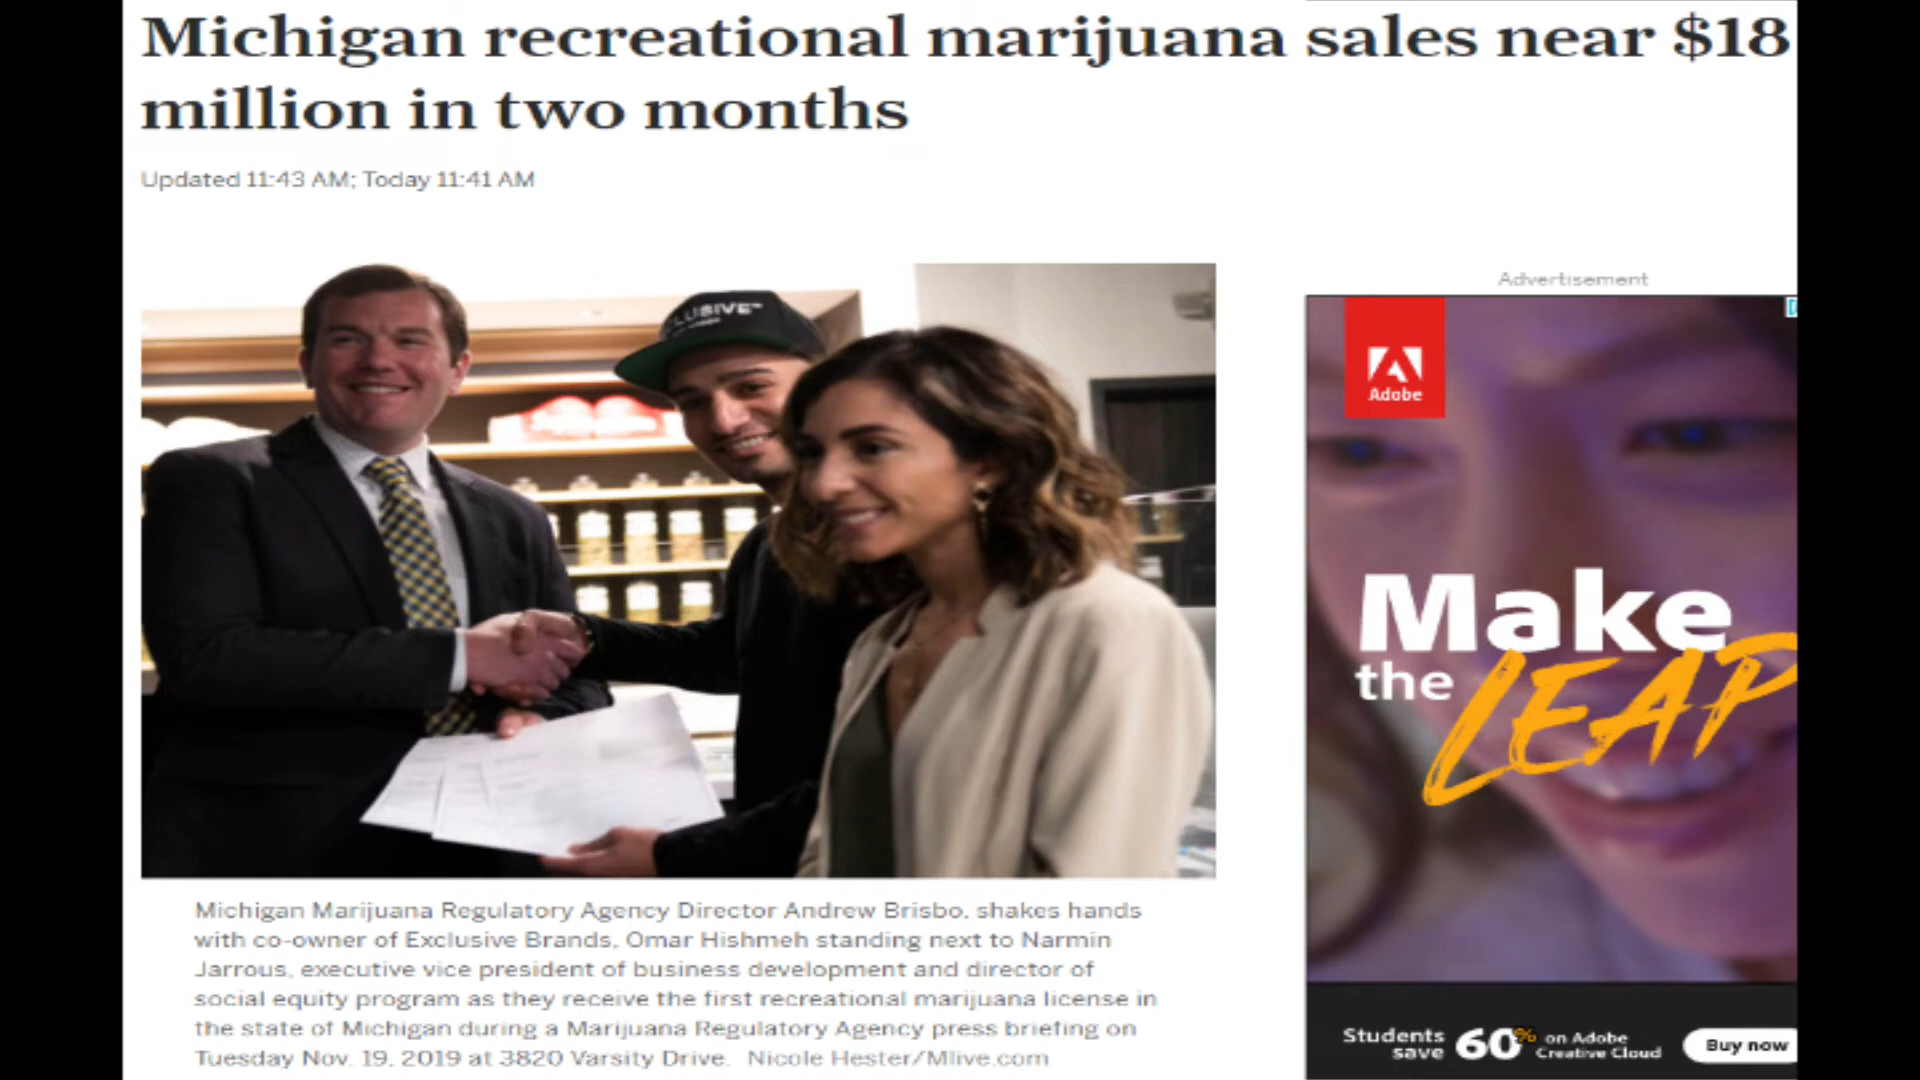 Michigan recreational marijuana sales near $18
million in two months
Updated 11:43 AM; Today 11:41 AM
Advertisement
LUSIVE
Adobe
Make
the LEAP
Michigan Marijuana Regulatory Agency Director Andrew Brisbo, shakes hands
with co-owner of Exclusive Brands, Omar Hishmeh standing next to Narmin
Jarrous, executive vice president of business development and director of
social equity program as they receive the first recreational marijuana license in
the state of Michigan during a Marijuana Regulatory Agency press briefing on
Tuesday Nov. 19, 2019 at 3820 Varsity Drive. Nicole Hester/Mlive.com
Students
save
60%
on Adobe
Creative Cloud
Buy now